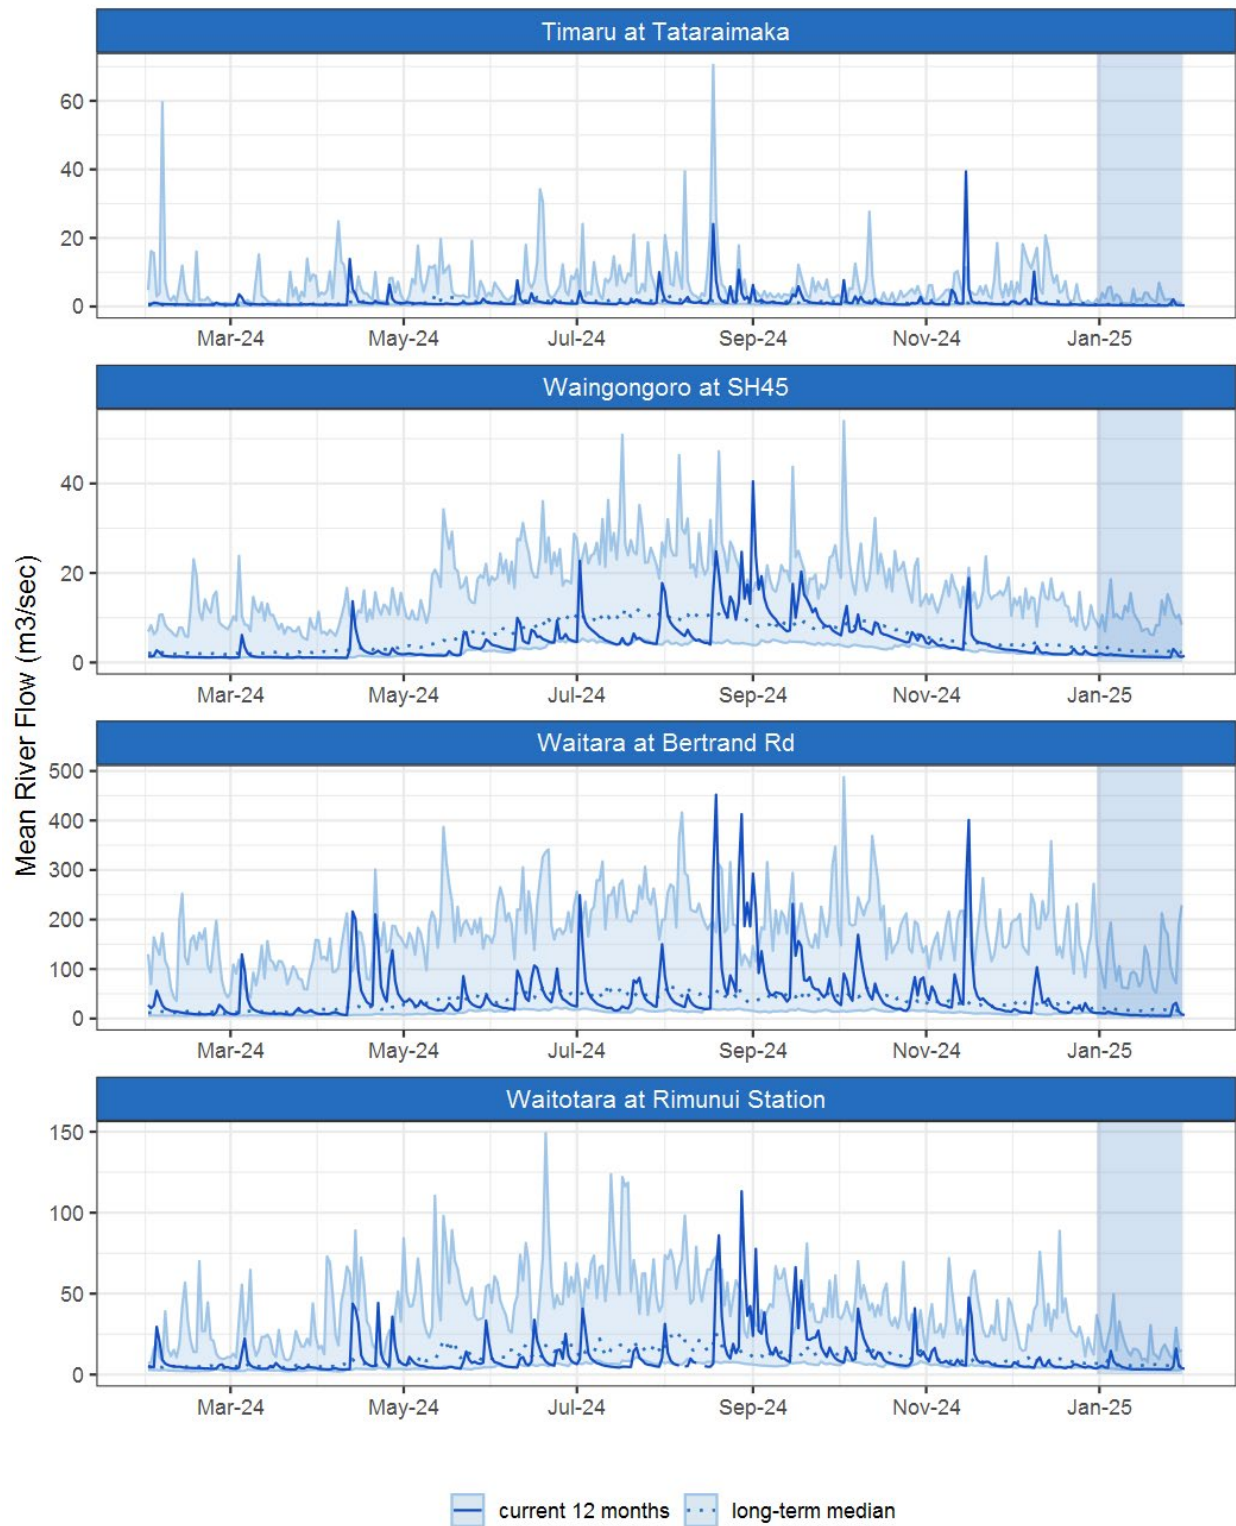 Timaru at Tataraimaka
60
40
20
0
Mar-24 May-24 Jul-24 Sep-24 Nov-24 Jan-25
Waingongoro at SH45
40
20
0
Mar-24 May-24 Jul-24 Sep-24 Nov-24 Jan-25
Mean River Flow (m3/sec)
Waitara at Bertrand Rd
500
400
300
200
100
0
Mar-24 May-24 Jul-24 Sep-24 Nov-24 Jan-25
Waitotara at Rimunui Station
150
100
50
0
Mar-24 May-24 Jul-24 Sep-24 Nov-24 Jan-25
current 12 months long-term median